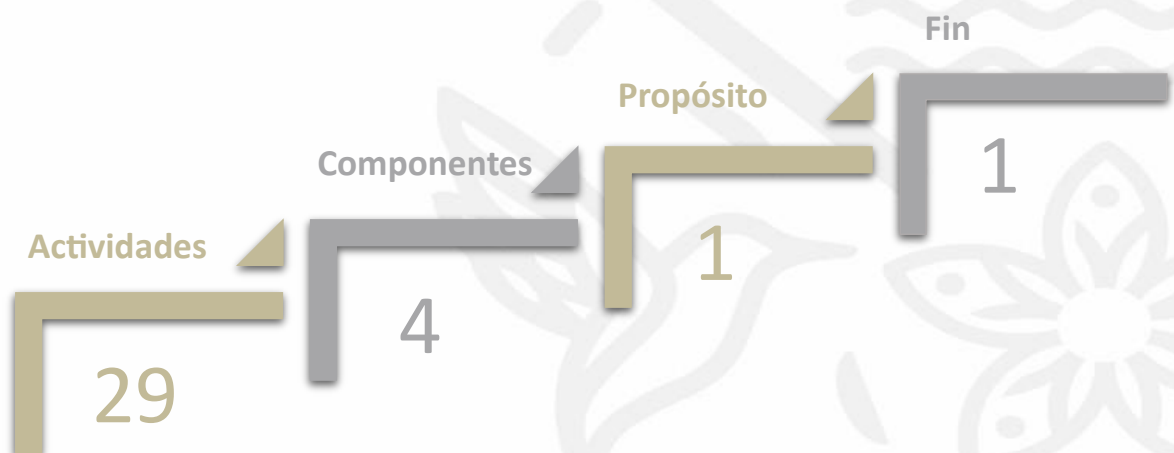 Fin
1
Propósito
1
Componentes
4
Actividades
29